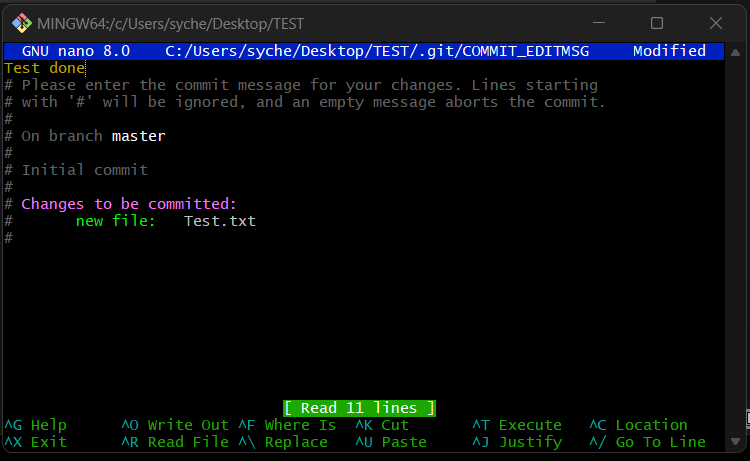 MINGW64:/c/Users/syche/Desktop/TEST
GNU nano 8.0    C:/Users/syche/Desktop/TEST/.git/COMMIT_EDITMSG    Modified
Test done
# Please enter the commit message for your changes. Lines starting
# with '#' will be ignored, and an empty message aborts the commit.
#
# On branch master
#
# Initial commit
#
# Changes to be committed:
#       new file:   Test.txt
#
[ Read 11 lines ]
^G Help      ^O Write Out ^F Where Is  ^K Cut       ^T Execute   ^C Location
^X Exit      ^R Read File ^\ Replace   ^U Paste     ^J Justify   ^/ Go To Line